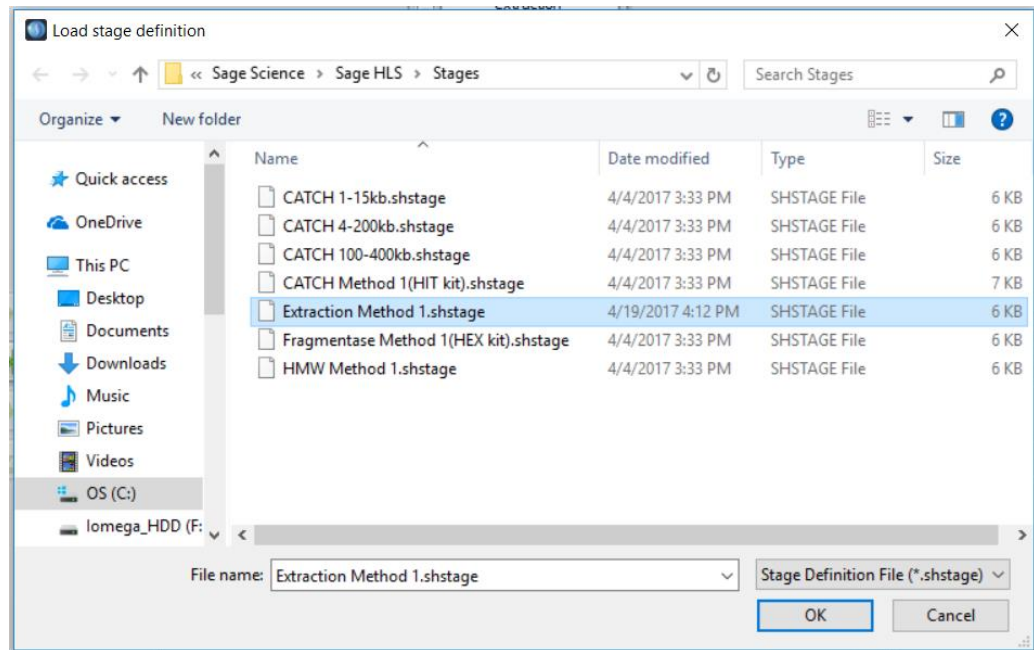 Load stage definition
« Sage Science > Sage HLS > Stages
Search Stages
Organize
New folder
Name
Date modified
Type
Size
Quick access
OneDrive
This PC
Desktop
Documents
Downloads
Music
Pictures
Videos
OS (C:)
Iomega_HDD (F:
CATCH 1-15kb.shstage 4/4/2017 3:33 PM SHSTAGE File 6 KB
CATCH 4-200kb.shstage 4/4/2017 3:33 PM SHSTAGE File 6 KB
CATCH 100-400kb.shstage 4/4/2017 3:33 PM SHSTAGE File 6 KB
CATCH Method 1(HIT kit).shstage 4/4/2017 3:33 PM SHSTAGE File 7 KB
Extraction Method 1.shstage 4/19/2017 4:12 PM SHSTAGE File 6 KB
Fragmentase Method 1(HEX kit).shstage 4/4/2017 3:33 PM SHSTAGE File 6 KB
HMW Method 1.shstage 4/4/2017 3:33 PM SHSTAGE File 6 KB
File name: Extraction Method 1.shstage
Stage Definition File (*.shstage)
OK
Cancel